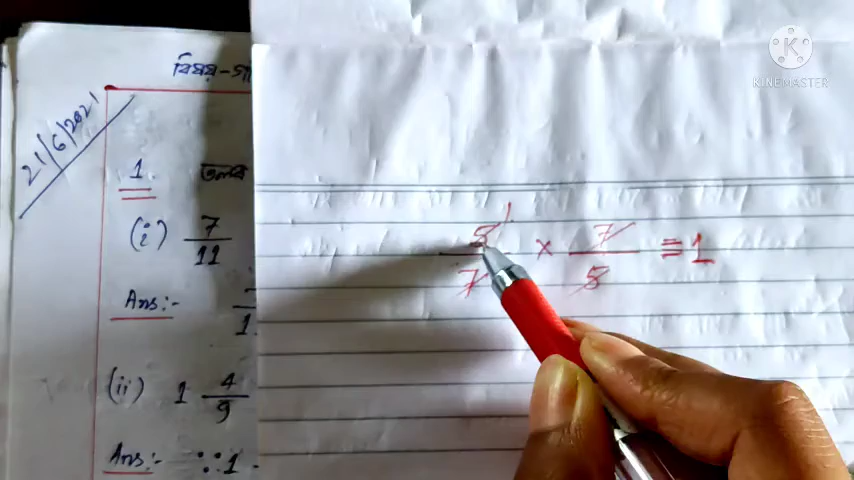 KINEMASTER
বিষয়-
21/6/2021
1.
(i) 7/11
Ans:-
(ii) 1 4/9
Ans:- ∵1
5/7 × 7/5 = 1